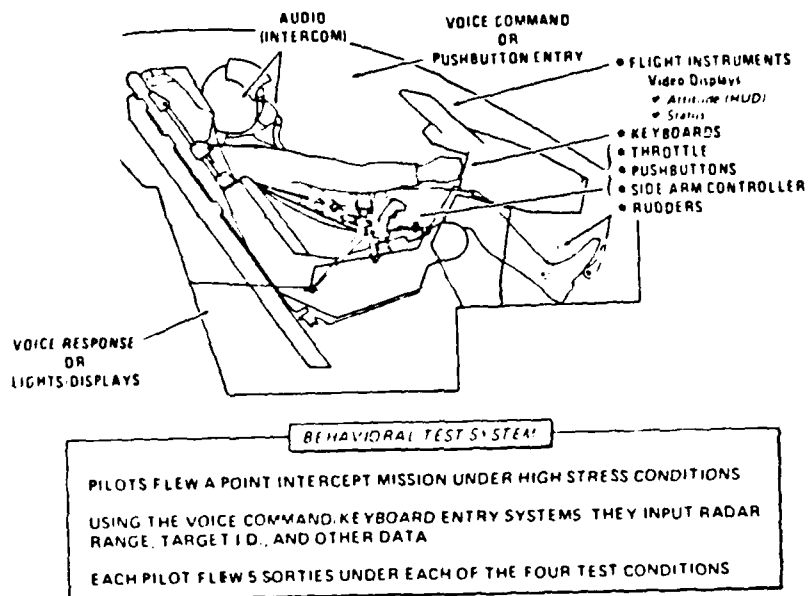 AUDIO
(INTERCOM)
VOICE COMMAND
OR
PUSHBUTTON ENTRY
• FLIGHT INSTRUMENTS
Video Displays
• Attitude (HUD)
• Status
• KEYBOARDS
• THROTTLE
• PUSHBUTTONS
• SIDE ARM CONTROLLER
• RUDDERS
VOICE RESPONSE
OR
LIGHTS/DISPLAYS
BEHAVIORAL TEST SYSTEM
PILOTS FLEW A POINT INTERCEPT MISSION UNDER HIGH STRESS CONDITIONS
USING THE VOICE COMMAND/KEYBOARD ENTRY SYSTEMS THEY INPUT RADAR
RANGE, TARGET I.D., AND OTHER DATA
EACH PILOT FLEW 5 SORTIES UNDER EACH OF THE FOUR TEST CONDITIONS